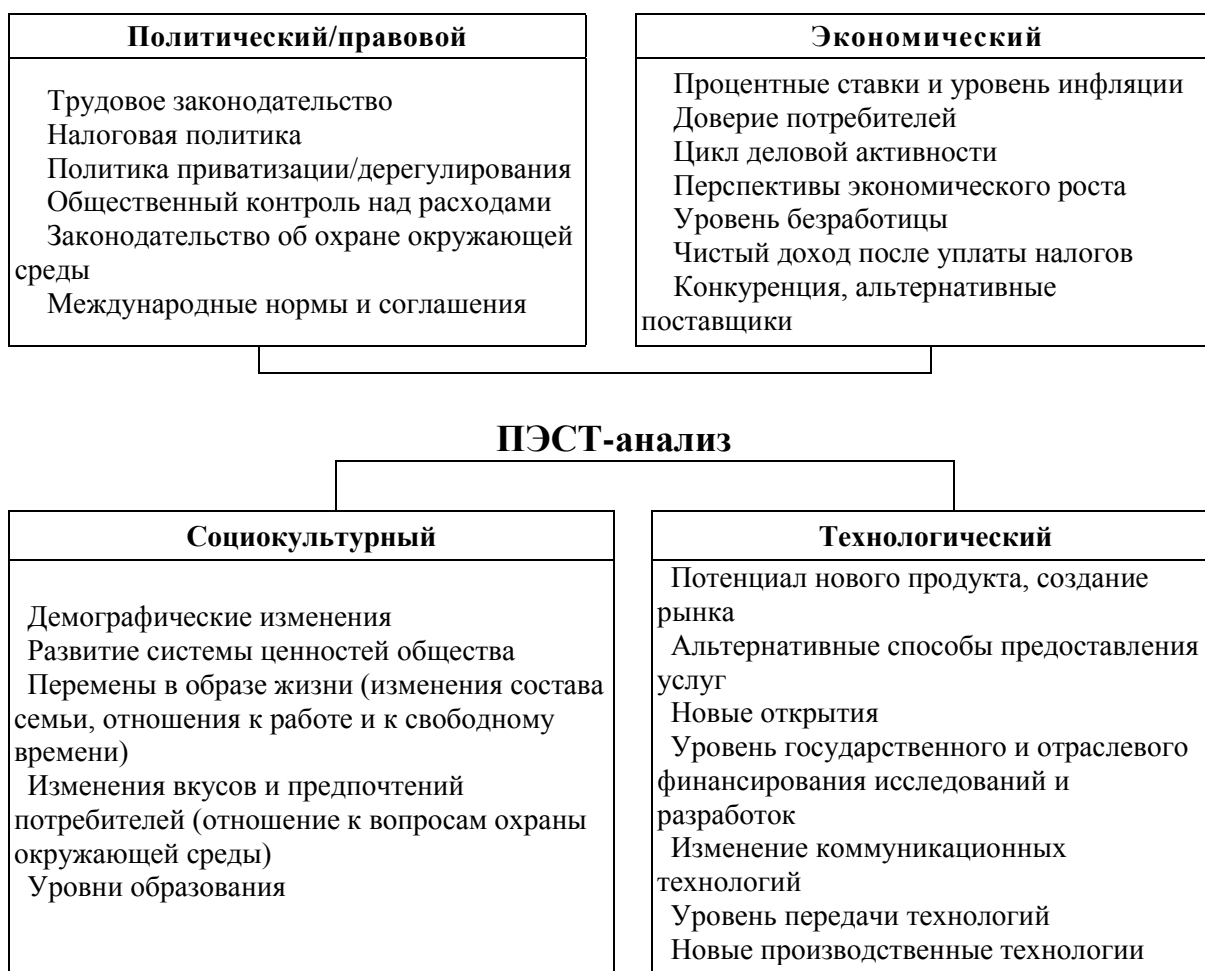 Политический/правовой
Трудовое законодательство
Налоговая политика
Политика приватизации/дерегулирования
Общественный контроль над расходами
Законодательство об охране окружающей
среды
Международные нормы и соглашения
Экономический
Процентные ставки и уровень инфляции
Доверие потребителей
Цикл деловой активности
Перспективы экономического роста
Уровень безработицы
Чистый доход после уплаты налогов
Конкуренция, альтернативные
поставщики
ПЭСТ-анализ
Социокультурный
Демографические изменения
Развитие системы ценностей общества
Перемены в образе жизни (изменения состава
семьи, отношения к работе и к свободному
времени)
Изменения вкусов и предпочтений
потребителей (отношение к вопросам охраны
окружающей среды)
Уровни образования
Технологический
Потенциал нового продукта, создание
рынка
Альтернативные способы предоставления
услуг
Новые открытия
Уровень государственного и отраслевого
финансирования исследований и
разработок
Изменение коммуникационных
технологий
Уровень передачи технологий
Новые производственные технологии